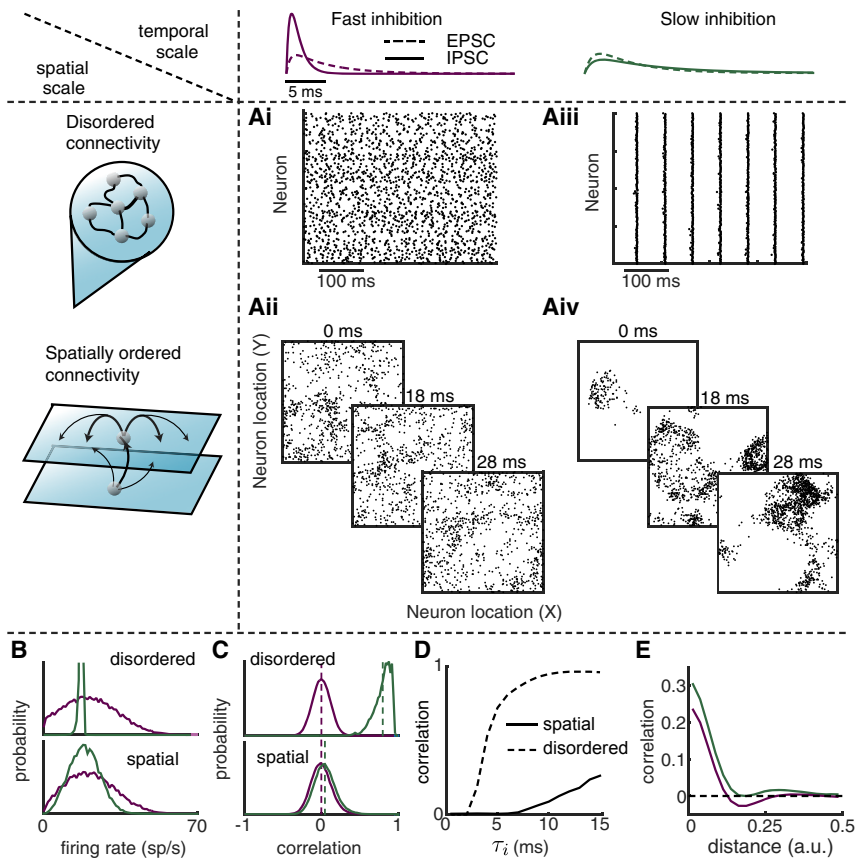 temporal
scale
spatial
scale
Fast inhibition
EPSC
IPSC
5 ms
Slow inhibition
Disordered
connectivity
Ai
Neuron
100 ms
Aiii
Neuron
100 ms
Spatially ordered
connectivity
Aii
0 ms
18 ms
28 ms
Neuron location (Y)
Neuron location (X)
Aiv
0 ms
18 ms
28 ms
B
disordered
spatial
probability
0
70
firing rate (sp/s)
C
disordered
spatial
probability
-1
0
1
correlation
D
1
0
correlation
spatial
disordered
0
5
10
15
τi (ms)
E
0.3
0.2
0.1
0
correlation
0
0.25
0.5
distance (a.u.)